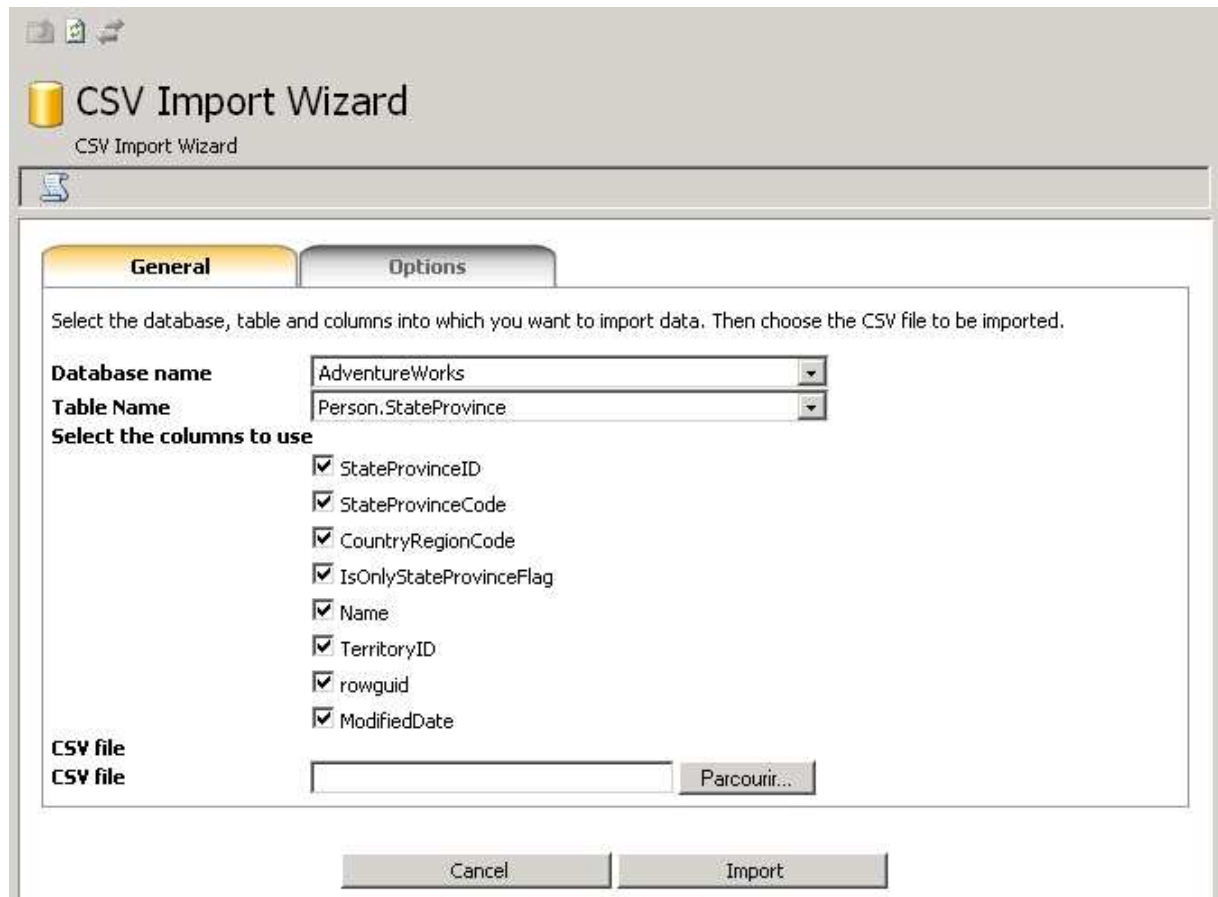 CSV Import Wizard
CSV Import Wizard
General Options
Select the database, table and columns into which you want to import data. Then choose the CSV file to be imported.
Database name AdventureWorks
Table Name Person.StateProvince
Select the columns to use
StateProvinceID
StateProvinceCode
CountryRegionCode
IsOnlyStateProvinceFlag
Name
TerritoryID
rowguid
ModifiedDate
CSV file
CSV file Parcourir...
Cancel Import